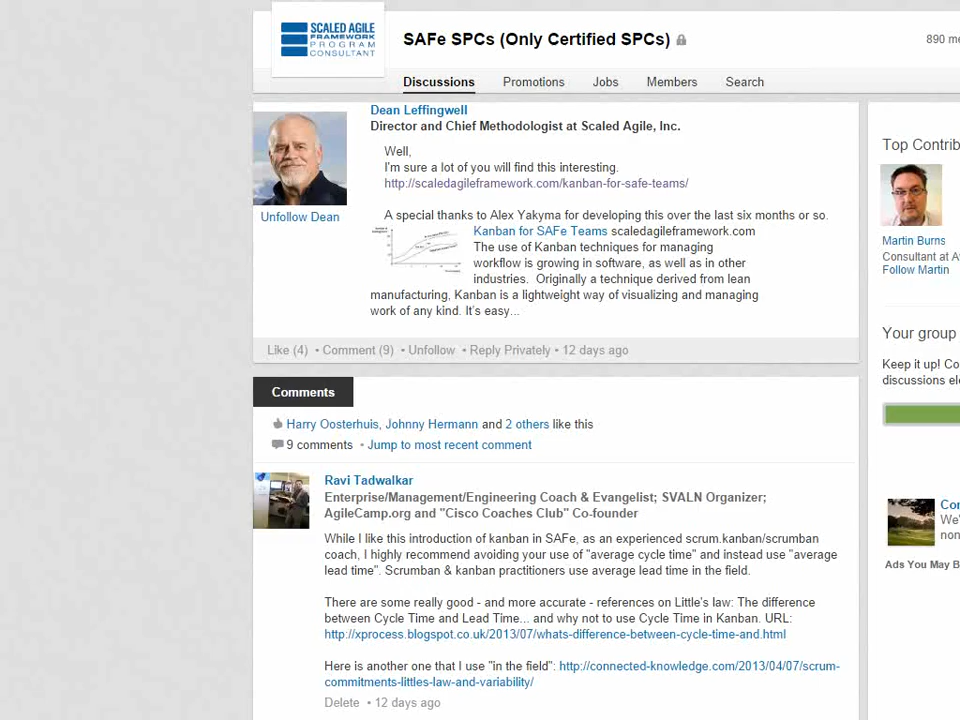 SCALED AGILE
FRAMEWORK
PROGRAM
CONSULTANT
SAFe SPCs (Only Certified SPCs)
890 me
Discussions
Promotions
Jobs
Members
Search
Dean Leffingwell
Director and Chief Methodologist at Scaled Agile, Inc.
Well,
I'm sure a lot of you will find this interesting.
http://scaledagileframework.com/kanban-for-safe-teams/
Unfollow Dean
A special thanks to Alex Yakyma for developing this over the last six months or so.
Kanban for SAFe Teams scaledagileframework.com
The use of Kanban techniques for managing
workflow is growing in software, as well as in other
industries.  Originally a technique derived from lean
manufacturing, Kanban is a lightweight way of visualizing and managing
work of any kind. It's easy...
Like (4) • Comment (9) • Unfollow • Reply Privately • 12 days ago
Comments
Harry Oosterhuis, Johnny Hermann and 2 others like this
9 comments • Jump to most recent comment
Ravi Tadwalkar
Enterprise/Management/Engineering Coach & Evangelist; SVALN Organizer;
AgileCamp.org and "Cisco Coaches Club" Co-founder
While I like this introduction of kanban in SAFe, as an experienced scrum.kanban/scrumban
coach, I highly recommend avoiding your use of "average cycle time" and instead use "average
lead time". Scrumban & kanban practitioners use average lead time in the field.
There are some really good - and more accurate - references on Little's law: The difference
between Cycle Time and Lead Time... and why not to use Cycle Time in Kanban. URL:
http://xprocess.blogspot.co.uk/2013/07/whats-difference-between-cycle-time-and.html
Here is another one that I use "in the field": http://connected-knowledge.com/2013/04/07/scrum-
commitments-littles-law-and-variability/
Delete • 12 days ago
Top Contrib
Martin Burns
Consultant at A
Follow Martin
Your group
Keep it up! Co
discussions el
Cor
We'
non
Ads You May B